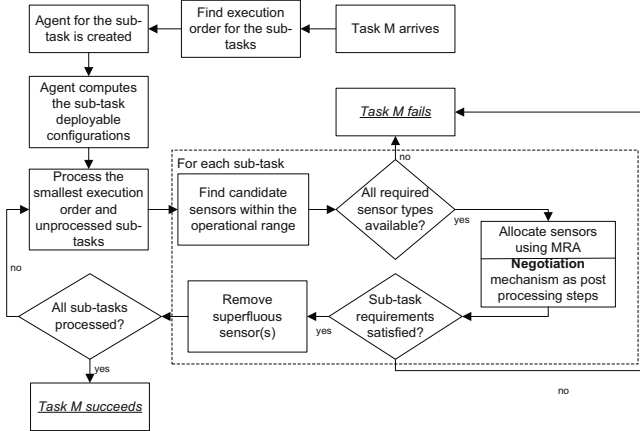 Agent for the sub-
task is created
Find execution
order for the sub-
tasks
Task M arrives
Agent computes
the sub-task
deployable
configurations
Task M fails
no
For each sub-task
Process the
smallest execution
order and
unprocessed sub-
tasks
Find candidate
sensors within the
operational range
All required
sensor types
available?
yes
Allocate sensors
using MRA
Negotiation
mechanism as post
processing steps
no
All sub-tasks
processed?
Remove
superfluous
sensor(s)
yes
Sub-task
requirements
satisfied?
yes
no
Task M succeeds